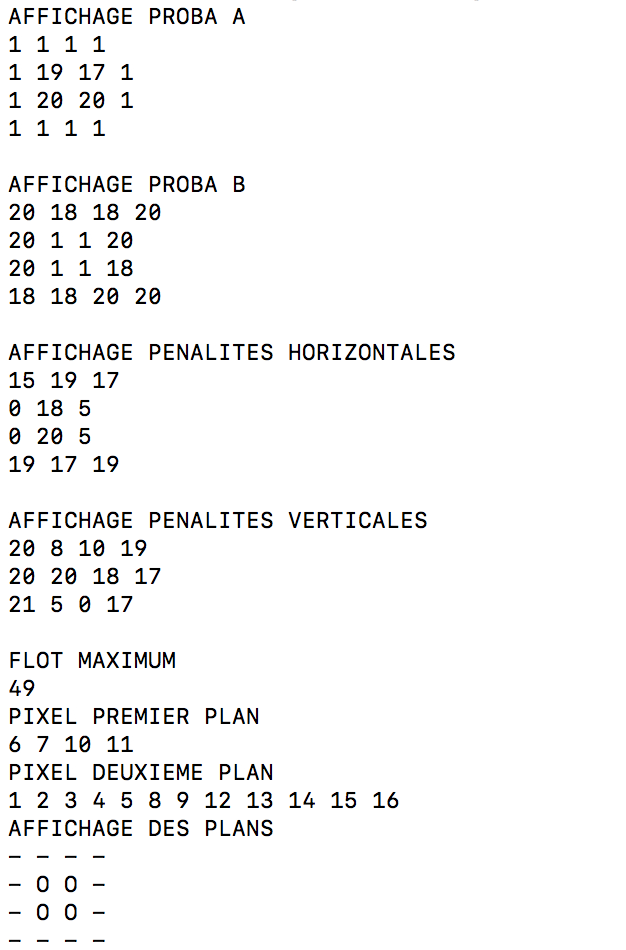 AFFICHAGE PROBA A
1 1 1 1
1 19 17 1
1 20 20 1
1 1 1 1
AFFICHAGE PROBA B
20 18 18 20
20 1 1 20
20 1 1 18
18 18 20 20
AFFICHAGE PENALITES HORIZONTALES
15 19 17
0 18 5
0 20 5
19 17 19
AFFICHAGE PENALITES VERTICALES
20 8 10 19
20 20 18 17
21 5 0 17
FLOT MAXIMUM
49
PIXEL PREMIER PLAN
6 7 10 11
PIXEL DEUXIEME PLAN
1 2 3 4 5 8 9 12 13 14 15 16
AFFICHAGE DES PLANS
- - - -
- O O -
- O O -
- - - -